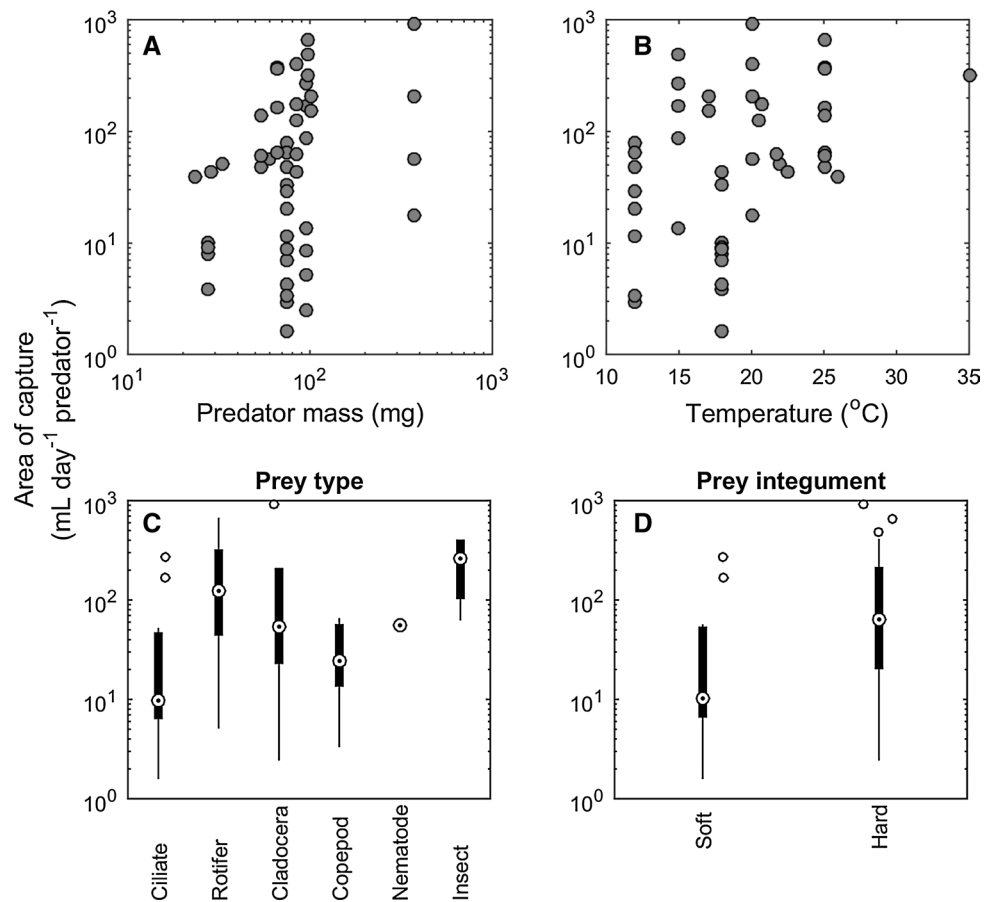 A
B
10³
10²
10¹
10⁰
10¹
10²
10³
Predator mass (mg)
10³
10²
10¹
10⁰
10
15
20
25
30
35
Temperature (°C)
Area of capture
(mL day⁻¹ predator⁻¹)
Prey type
C
10³
10²
10¹
10⁰
Ciliate
Rotifer
Cladocera
Copepod
Nematode
Insect
Prey integument
D
10³
10²
10¹
10⁰
Soft
Hard